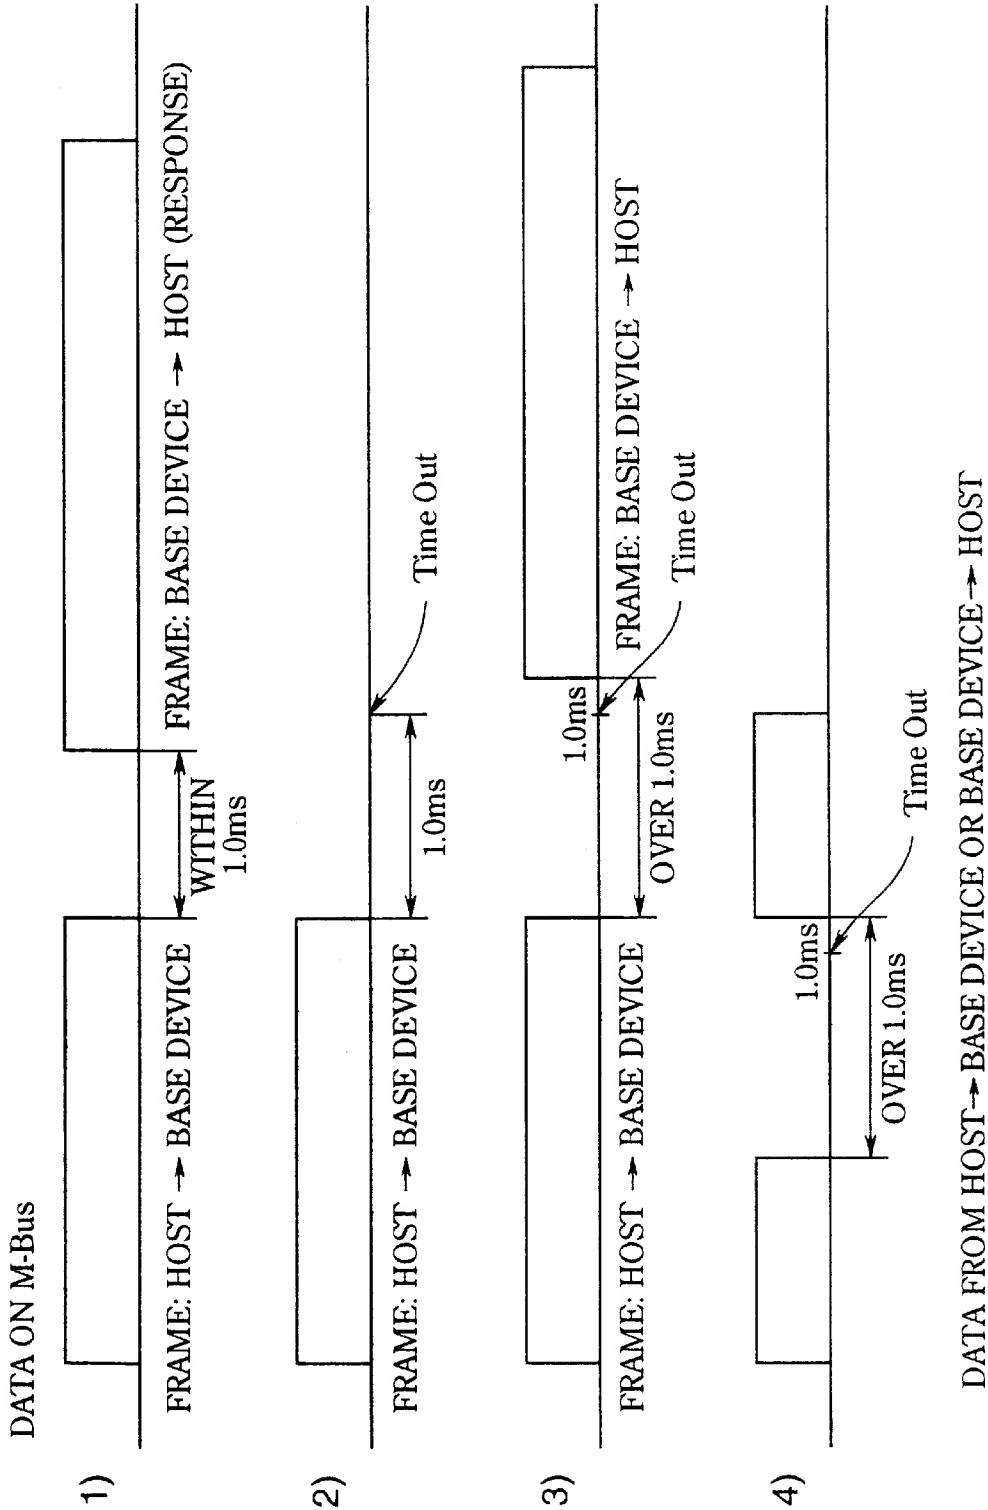 DATA ON M-Bus
1)
FRAME: HOST → BASE DEVICE
WITHIN
1.0ms
FRAME: BASE DEVICE → HOST (RESPONSE)
2)
FRAME: HOST → BASE DEVICE
1.0ms
Time Out
3)
FRAME: HOST → BASE DEVICE
OVER 1.0ms
1.0ms
FRAME: BASE DEVICE → HOST
Time Out
4)
OVER 1.0ms
1.0ms
Time Out
DATA FROM HOST→ BASE DEVICE OR BASE DEVICE→ HOST